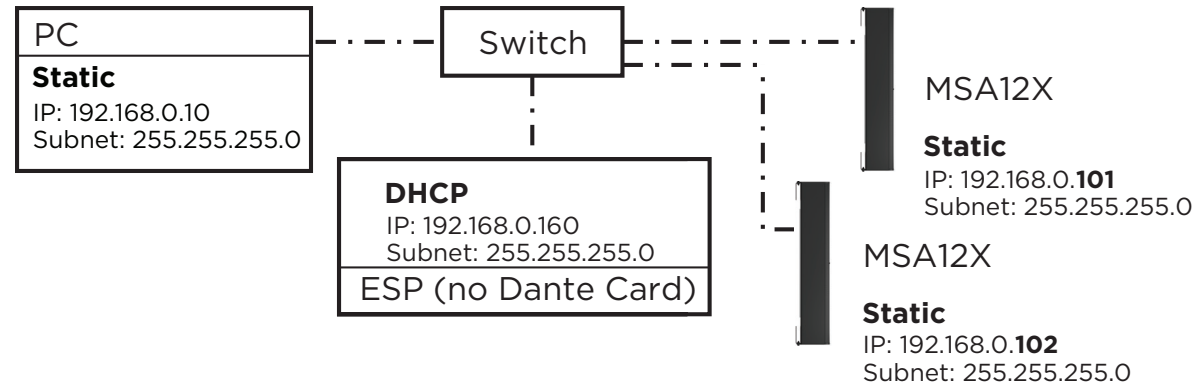 PC
Static
IP: 192.168.0.10
Subnet: 255.255.255.0
Switch
DHCP
IP: 192.168.0.160
Subnet: 255.255.255.0
ESP (no Dante Card)
MSA12X
Static
IP: 192.168.0.101
Subnet: 255.255.255.0
MSA12X
Static
IP: 192.168.0.102
Subnet: 255.255.255.0